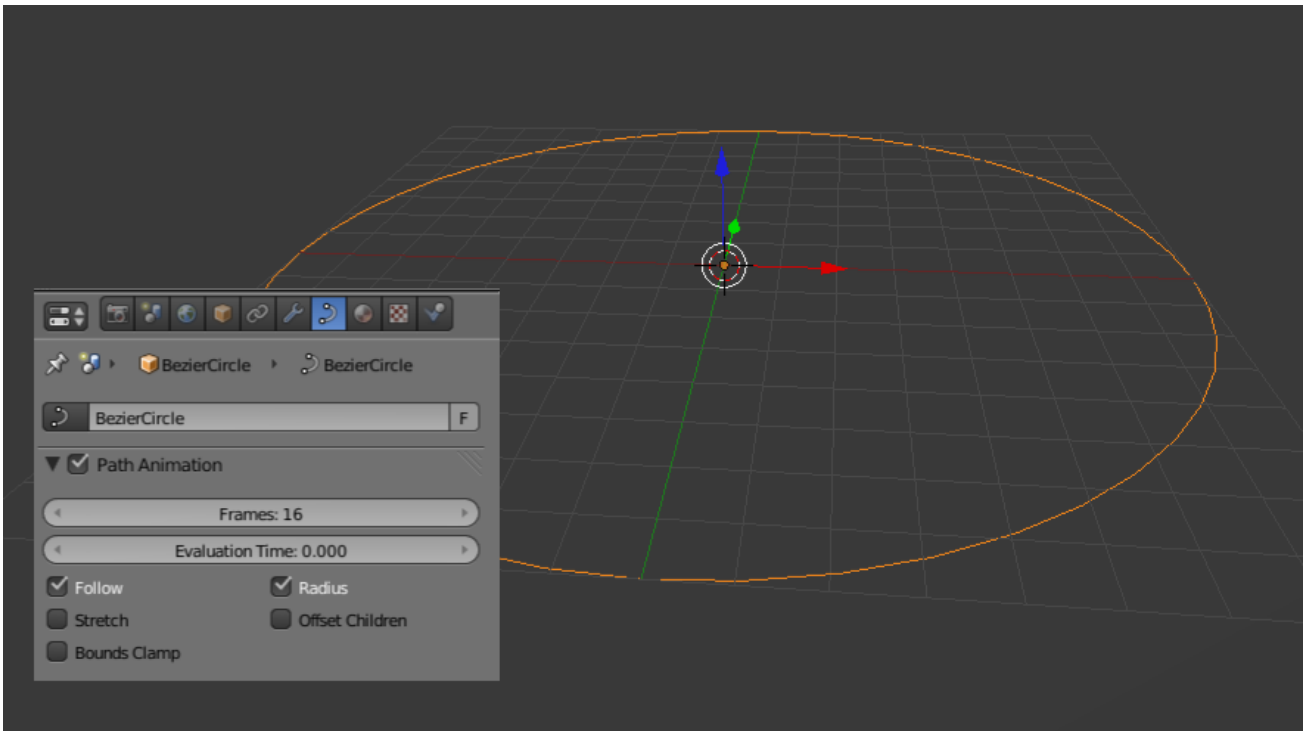 BezierCircle BezierCircle
BezierCircle F
Path Animation
Frames: 16
Evaluation Time: 0.000
Follow Radius
Stretch Offset Children
Bounds Clamp